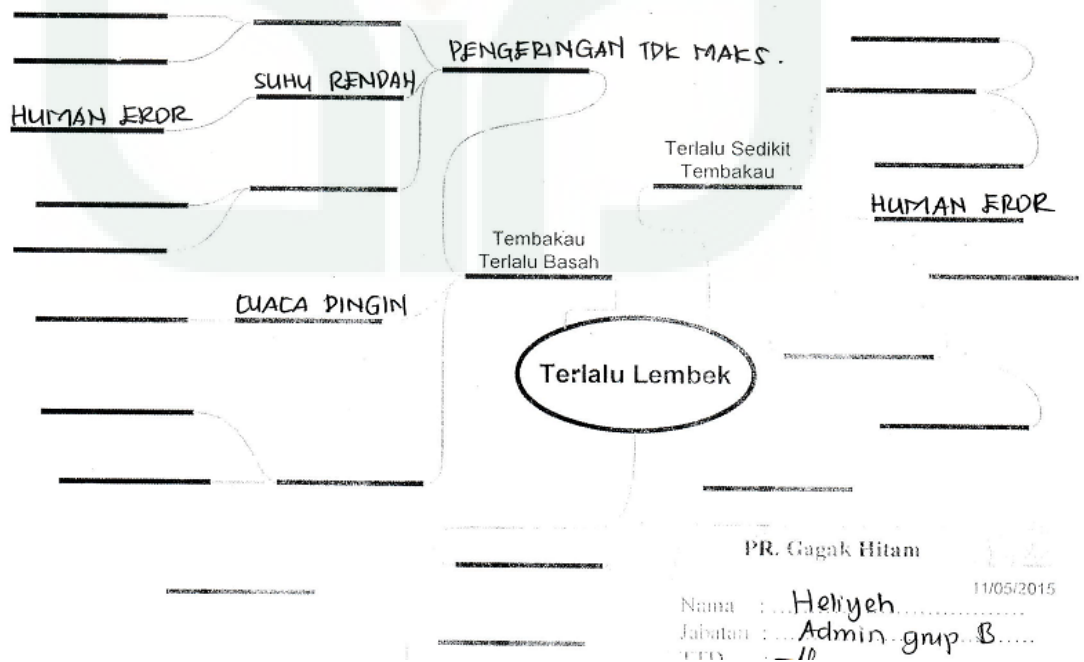 PENGERINGAN TDK MAKS.
SUHU RENDAH
HUMAN EROR
Terlalu Sedikit
Tembakau
HUMAN EROR
Tembakau
Terlalu Basah
CUACA DINGIN
Terlalu Lembek
PR. Gagak Hitam
11/05/2015
Nama : Heliyeh
Jabatan : Admin grup B
TTD :